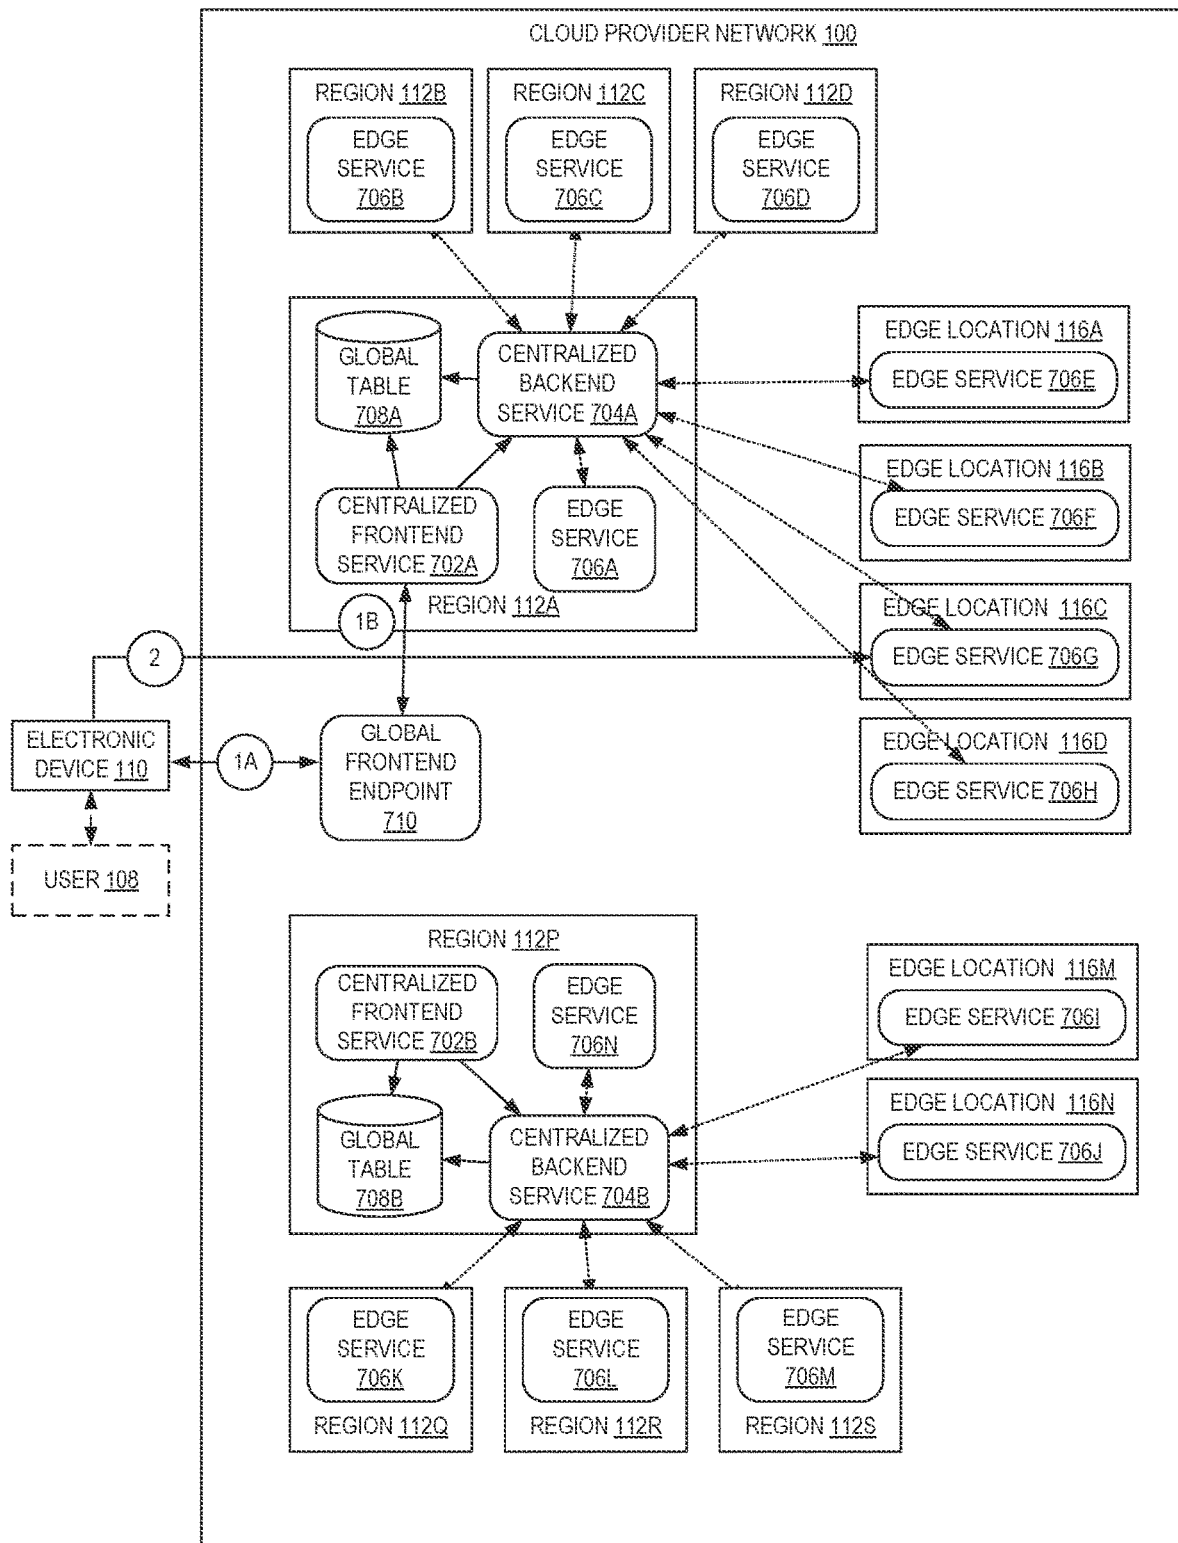 CLOUD PROVIDER NETWORK 100
REGION 112B
EDGE
SERVICE
706B
REGION 112C
EDGE
SERVICE
706C
REGION 112D
EDGE
SERVICE
706D
GLOBAL
TABLE
708A
CENTRALIZED
BACKEND
SERVICE 704A
CENTRALIZED
FRONTEND
SERVICE 702A
EDGE
SERVICE
706A
REGION 112A
EDGE LOCATION 116A
EDGE SERVICE 706E
EDGE LOCATION 116B
EDGE SERVICE 706F
EDGE LOCATION 116C
EDGE SERVICE 706G
EDGE LOCATION 116D
EDGE SERVICE 706H
1B
2
ELECTRONIC
DEVICE 110
1A
GLOBAL
FRONTEND
ENDPOINT
710
USER 108
REGION 112P
CENTRALIZED
FRONTEND
SERVICE 702B
EDGE
SERVICE
706N
GLOBAL
TABLE
708B
CENTRALIZED
BACKEND
SERVICE 704B
EDGE LOCATION 116M
EDGE SERVICE 706I
EDGE LOCATION 116N
EDGE SERVICE 706J
EDGE
SERVICE
706K
REGION 112Q
EDGE
SERVICE
706L
REGION 112R
EDGE
SERVICE
706M
REGION 112S